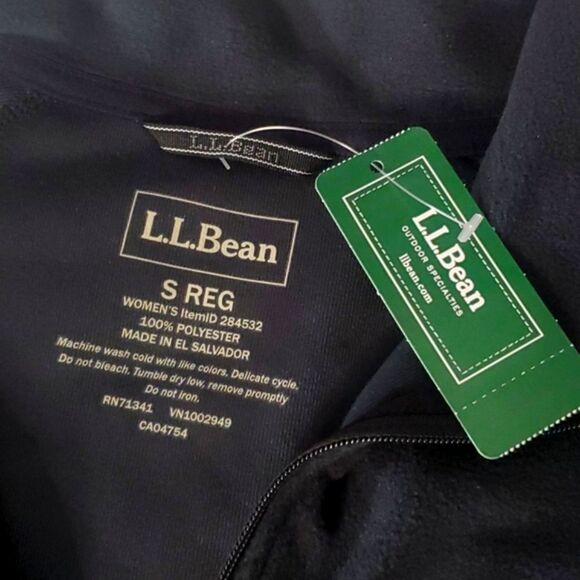 L.L.Bean
L.L.Bean
S REG
WOMEN'S ItemID 284532
100% POLYESTER
MADE IN EL SALVADOR
Machine wash cold with like colors. Delicate cycle.
Do not bleach. Tumble dry low, remove promptly
Do not iron.
RN71341 VN1002949
CA04754
L.L.Bean
OUTDOOR SPECIALTIES
llbean.com